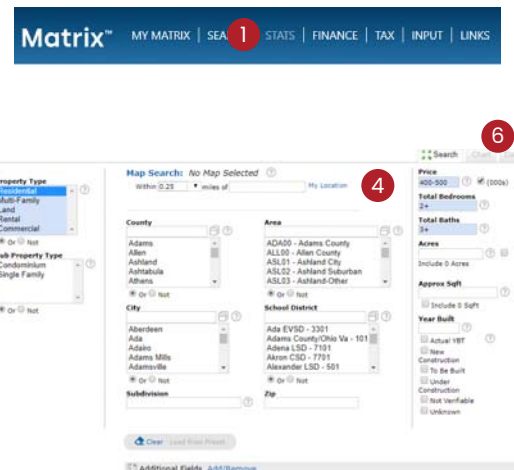 Matrix™ MY MATRIX | SEA 1 STATS | FINANCE | TAX | INPUT | LINKS
6
Search Chart
Property Type
Residential
Multi-Family
Land
Rental
Commercial
Or Not
Sub Property Type
Condominium
Single Family
Or Not
Map Search: No Map Selected
Within 0.25 miles of My Location
4
County
Adams
Allen
Ashland
Ashtabula
Athens
Or Not
Area
ADA00 - Adams County
ALL00 - Allen County
ASL01 - Ashland City
ASL02 - Ashland Suburban
ASL03 - Ashland-Other
Or Not
City
Aberdeen
Ada
Adairo
Adams Mills
Adamsville
Or Not
School District
Ada EVSD - 3301
Adams County/Ohio Va - 101
Adena LSD - 7101
Akron CSD - 7701
Alexander LSD - 501
Or Not
Subdivision
Zip
Price
400-500 (000s)
Total Bedrooms
2+
Total Baths
3+
Acres
Include 0 Acres
Approx Sqft
Include 0 SqFt
Year Built
Actual YBT
New
Construction
To Be Built
Under
Construction
Not Verifiable
Unknown
Clear Load from Preset
Additional Fields Add/Remove